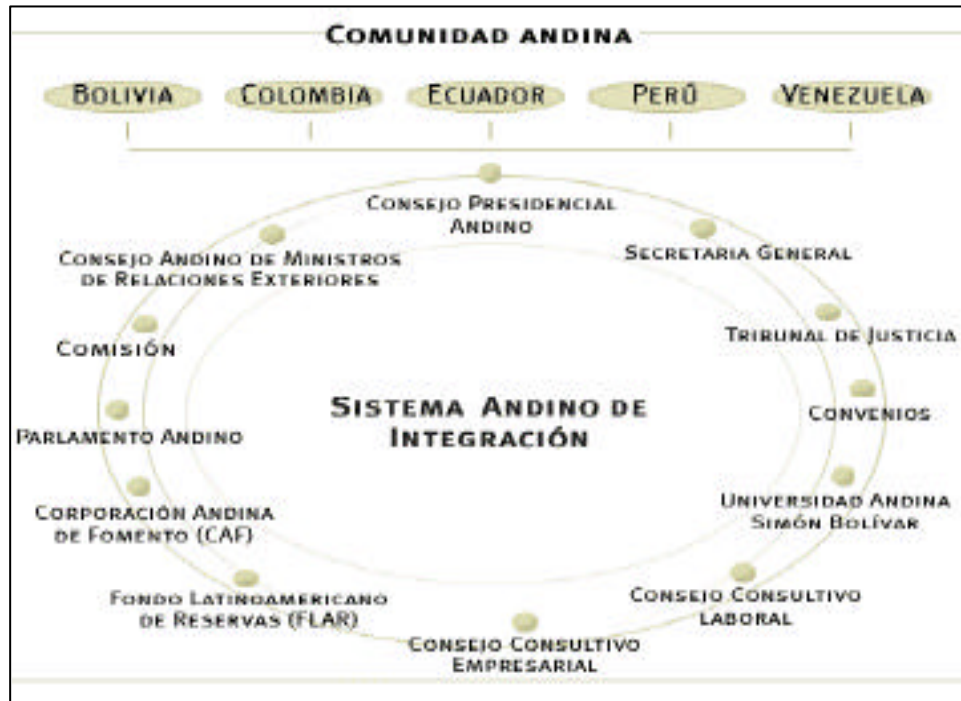 COMUNIDAD ANDINA
BOLIVIA
COLOMBIA
ECUADOR
PERÚ
VENEZUELA
CONSEJO PRESIDENCIAL
ANDINO
SECRETARIA GENERAL
CONSEJO ANDINO DE MINISTROS
DE RELACIONES EXTERIORES
TRIBUNAL DE JUSTICIA
COMISIÓN
SISTEMA ANDINO DE
INTEGRACIÓN
CONVENIOS
PARLAMENTO ANDINO
UNIVERSIDAD ANDINA
SIMÓN BOLÍVAR
CORPORACIÓN ANDINA
DE FOMENTO (CAF)
CONSEJO CONSULTIVO
LABORAL
FONDO LATINOAMERICANO
DE RESERVAS (FLAR)
CONSEJO CONSULTIVO
EMPRESARIAL